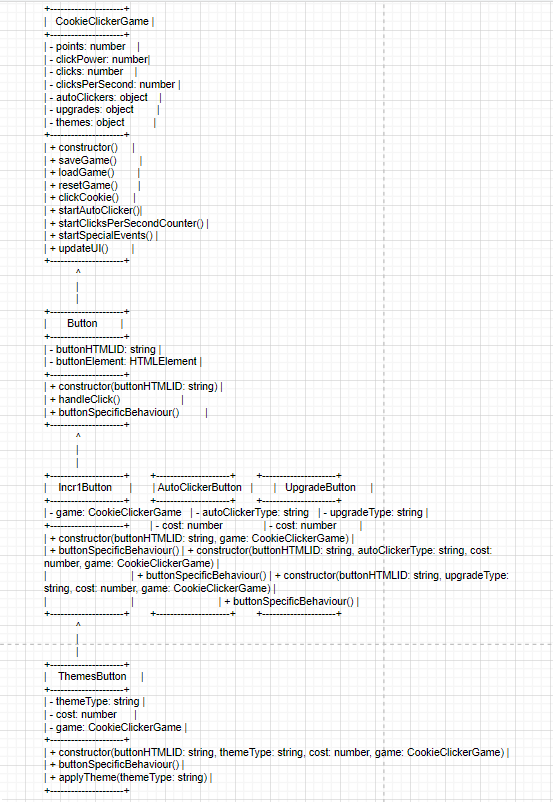 +----------------------+
| CookieClickerGame |
+----------------------+
| - points: number |
| - clickPower: number|
| - clicks: number |
| - clicksPerSecond: number |
| - autoClickers: object |
| - upgrades: object |
| - themes: object |
+----------------------+
| + constructor() |
| + saveGame() |
| + loadGame() |
| + resetGame() |
| + clickCookie() |
| + startAutoClicker()|
| + startClicksPerSecondCounter() |
| + startSpecialEvents() |
| + updateUI() |
+----------------------+
^
|
|
+----------------------+
| Button |
+----------------------+
| - buttonHTMLID: string |
| - buttonElement: HTMLElement |
+----------------------+
| + constructor(buttonHTMLID: string) |
| + handleClick() |
| + buttonSpecificBehaviour() |
+----------------------+
^
|
|
+----------------------+ +----------------------+ +----------------------+
| Incr1Button | | AutoClickerButton | | UpgradeButton |
+----------------------+ +----------------------+ +----------------------+
| - game: CookieClickerGame | - autoClickerType: string | - upgradeType: string |
+----------------------+ | - cost: number | - cost: number |
| + constructor(buttonHTMLID: string, game: CookieClickerGame) |
| + buttonSpecificBehaviour() | + constructor(buttonHTMLID: string, autoClickerType: string, cost:
number, game: CookieClickerGame) |
| | + buttonSpecificBehaviour() | + constructor(buttonHTMLID: string, upgradeType:
string, cost: number, game: CookieClickerGame) |
| | | + buttonSpecificBehaviour() |
+----------------------+ +----------------------+ +----------------------+
^
|
|
+----------------------+
| ThemesButton |
+----------------------+
| - themeType: string |
| - cost: number |
| - game: CookieClickerGame |
+----------------------+
| + constructor(buttonHTMLID: string, themeType: string, cost: number, game: CookieClickerGame) |
| + buttonSpecificBehaviour() |
| + applyTheme(themeType: string) |
+----------------------+